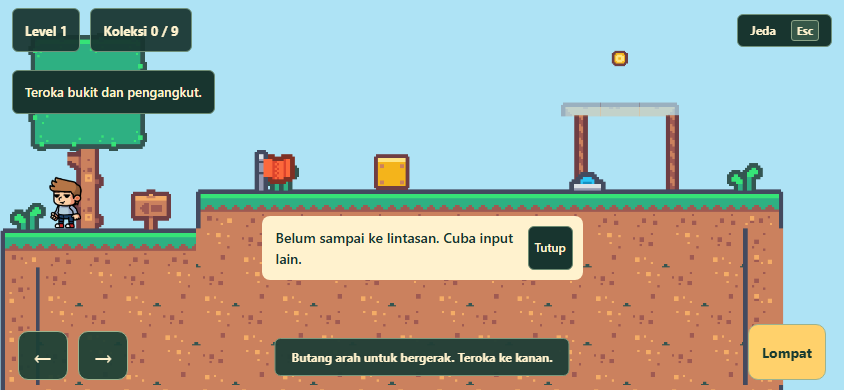 Level 1
Koleksi 0 / 9
Jeda Esc
Teroka bukit dan pengangkut.
Belum sampai ke lintasan. Cuba input
lain.
Tutup
←
→
Butang arah untuk bergerak. Teroka ke kanan.
Lompat